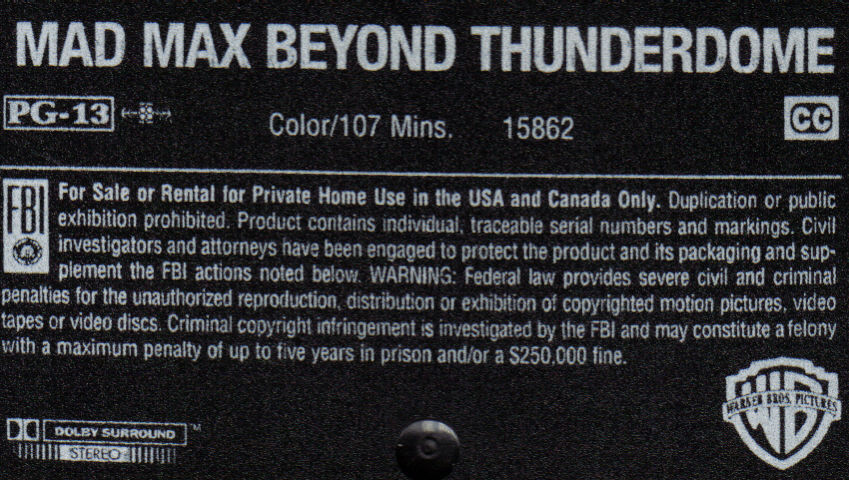 MAD MAX BEYOND THUNDERDOME
PG-13
Color/107 Mins. 15862
CC
FBI
For Sale or Rental for Private Home Use in the USA and Canada Only. Duplication or public
exhibition prohibited. Product contains individual, traceable serial numbers and markings. Civil
investigators and attorneys have been engaged to protect the product and its packaging and sup-
plement the FBI actions noted below. WARNING: Federal law provides severe civil and criminal
penalties for the unauthorized reproduction, distribution or exhibition of copyrighted motion pictures, video
tapes or video discs. Criminal copyright infringement is investigated by the FBI and may constitute a felony
with a maximum penalty of up to five years in prison and/or a $250,000 fine.
WB
WARNER BROS. PICTURES
DOLBY SURROUND™
STEREO